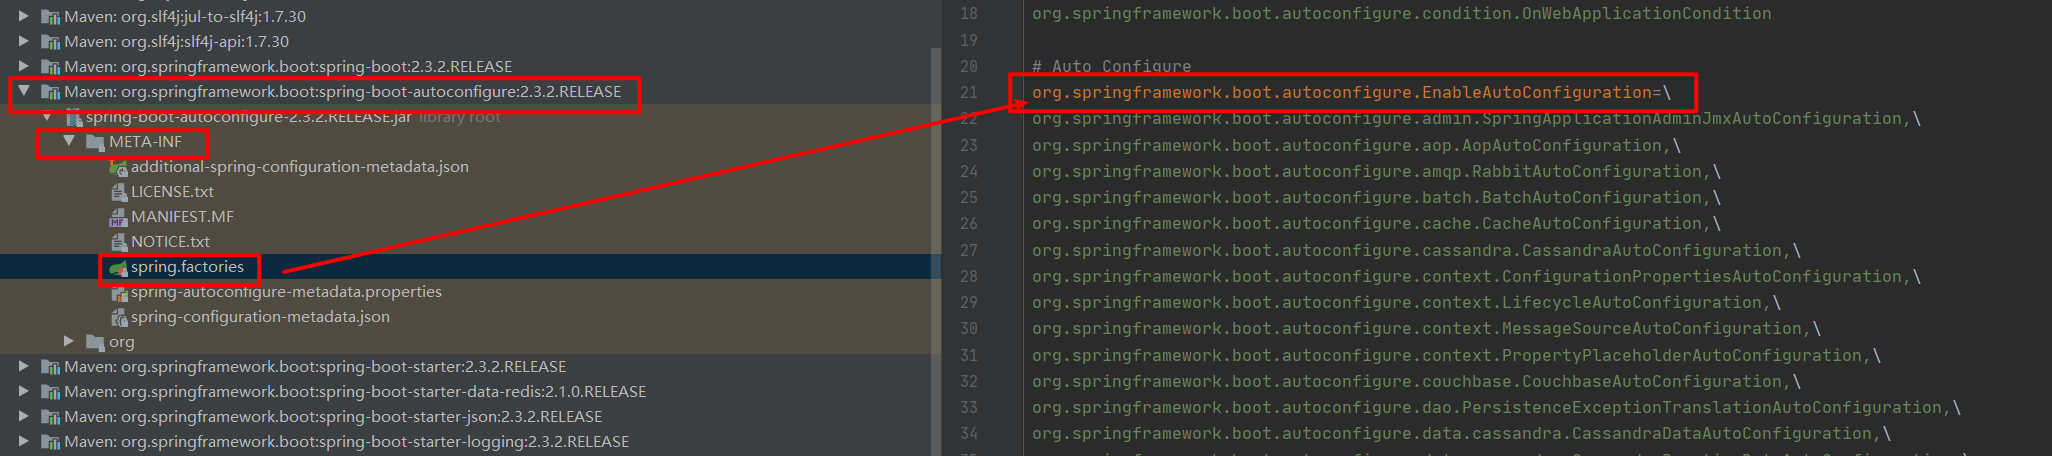 Maven: org.slf4j:jul-to-slf4j:1.7.30
Maven: org.slf4j:slf4j-api:1.7.30
Maven: org.springframework.boot:spring-boot:2.3.2.RELEASE
Maven: org.springframework.boot:spring-boot-autoconfigure:2.3.2.RELEASE
spring-boot-autoconfigure-2.3.2.RELEASE.jar library root
META-INF
additional-spring-configuration-metadata.json
LICENSE.txt
MANIFEST.MF
NOTICE.txt
spring.factories
spring-autoconfigure-metadata.properties
spring-configuration-metadata.json
org
Maven: org.springframework.boot:spring-boot-starter:2.3.2.RELEASE
Maven: org.springframework.boot:spring-boot-starter-data-redis:2.1.0.RELEASE
Maven: org.springframework.boot:spring-boot-starter-json:2.3.2.RELEASE
Maven: org.springframework.boot:spring-boot-starter-logging:2.3.2.RELEASE
18 org.springframework.boot.autoconfigure.condition.OnWebApplicationCondition
19
20 # Auto Configure
21 org.springframework.boot.autoconfigure.EnableAutoConfiguration=\
22 org.springframework.boot.autoconfigure.admin.SpringApplicationAdminJmxAutoConfiguration,\
23 org.springframework.boot.autoconfigure.aop.AopAutoConfiguration,\
24 org.springframework.boot.autoconfigure.amqp.RabbitAutoConfiguration,\
25 org.springframework.boot.autoconfigure.batch.BatchAutoConfiguration,\
26 org.springframework.boot.autoconfigure.cache.CacheAutoConfiguration,\
27 org.springframework.boot.autoconfigure.cassandra.CassandraAutoConfiguration,\
28 org.springframework.boot.autoconfigure.context.ConfigurationPropertiesAutoConfiguration,\
29 org.springframework.boot.autoconfigure.context.LifecycleAutoConfiguration,\
30 org.springframework.boot.autoconfigure.context.MessageSourceAutoConfiguration,\
31 org.springframework.boot.autoconfigure.context.PropertyPlaceholderAutoConfiguration,\
32 org.springframework.boot.autoconfigure.couchbase.CouchbaseAutoConfiguration,\
33 org.springframework.boot.autoconfigure.dao.PersistenceExceptionTranslationAutoConfiguration,\
34 org.springframework.boot.autoconfigure.data.cassandra.CassandraDataAutoConfiguration,\